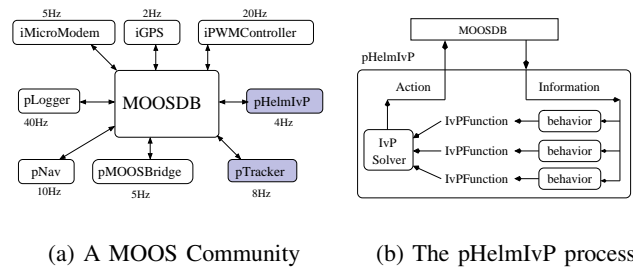 5Hz 2Hz 20Hz
iMicroModem iGPS iPWMController
pLogger MOOSDB pHelmIvP
40Hz 4Hz
pNav pMOOSBridge pTracker
10Hz 5Hz 8Hz
(a) A MOOS Community
MOOSDB
pHelmIvP
Action Information
IvPFunction behavior
IvP
Solver
IvPFunction behavior
IvPFunction behavior
(b) The pHelmIvP process